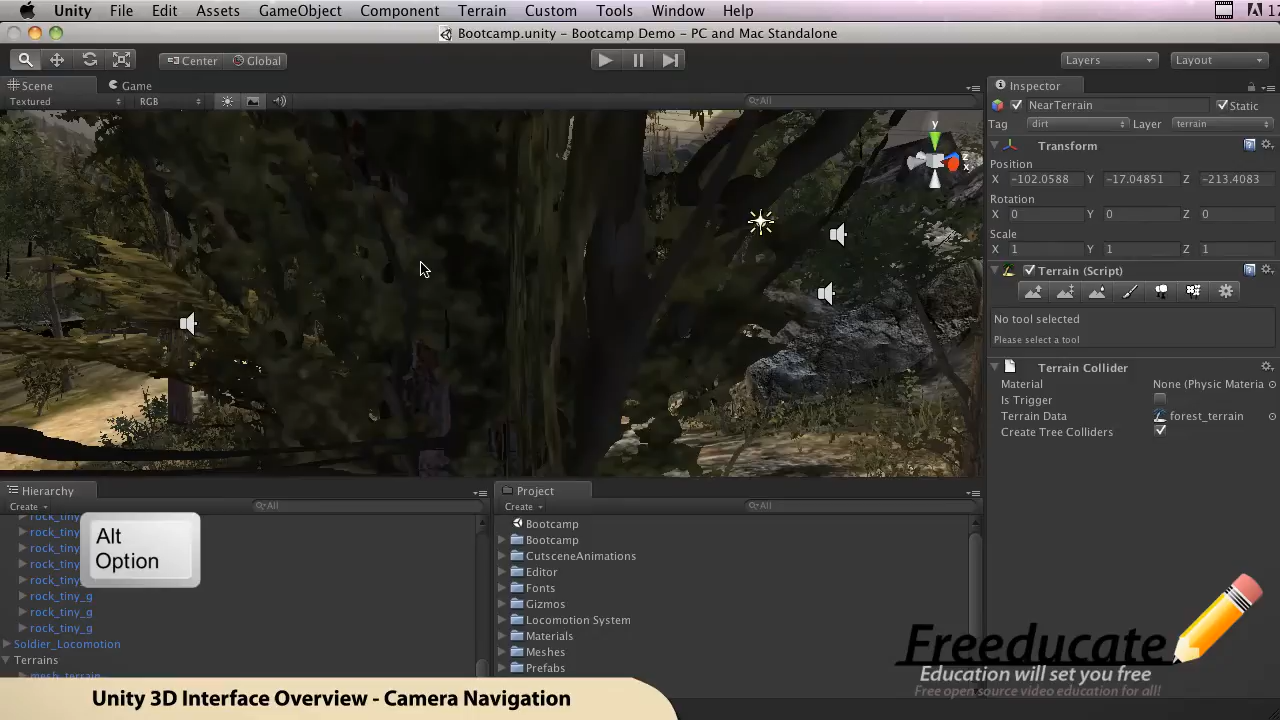 Unity File Edit Assets GameObject Component Terrain Custom Tools Window Help 17
Bootcamp.unity – Bootcamp Demo – PC and Mac Standalone
Center Global Layers Layout
Scene Game Inspector
Textured RGB All
NearTerrain Static
Tag dirt Layer terrain
y
z
x
Transform
Position
X -102.0588 Y -17.04851 Z -213.4083
Rotation
X 0 Y 0 Z 0
Scale
X 1 Y 1 Z 1
Terrain (Script)
No tool selected
Please select a tool
Terrain Collider
Material None (Physic Materia
Is Trigger
Terrain Data forest_terrain
Create Tree Colliders
Hierarchy
Create All
rock_tiny
rock_tiny
rock_tiny
rock_tiny
rock_tiny
rock_tiny_g
rock_tiny_g
rock_tiny_g
Soldier_Locomotion
Terrains
mesh_terrain
Alt
Option
Project
Create All
Bootcamp
Bootcamp
CutsceneAnimations
Editor
Fonts
Gizmos
Locomotion System
Materials
Meshes
Prefabs
Freeducate
Education will set you free
Free open source video education for all!
Unity 3D Interface Overview - Camera Navigation